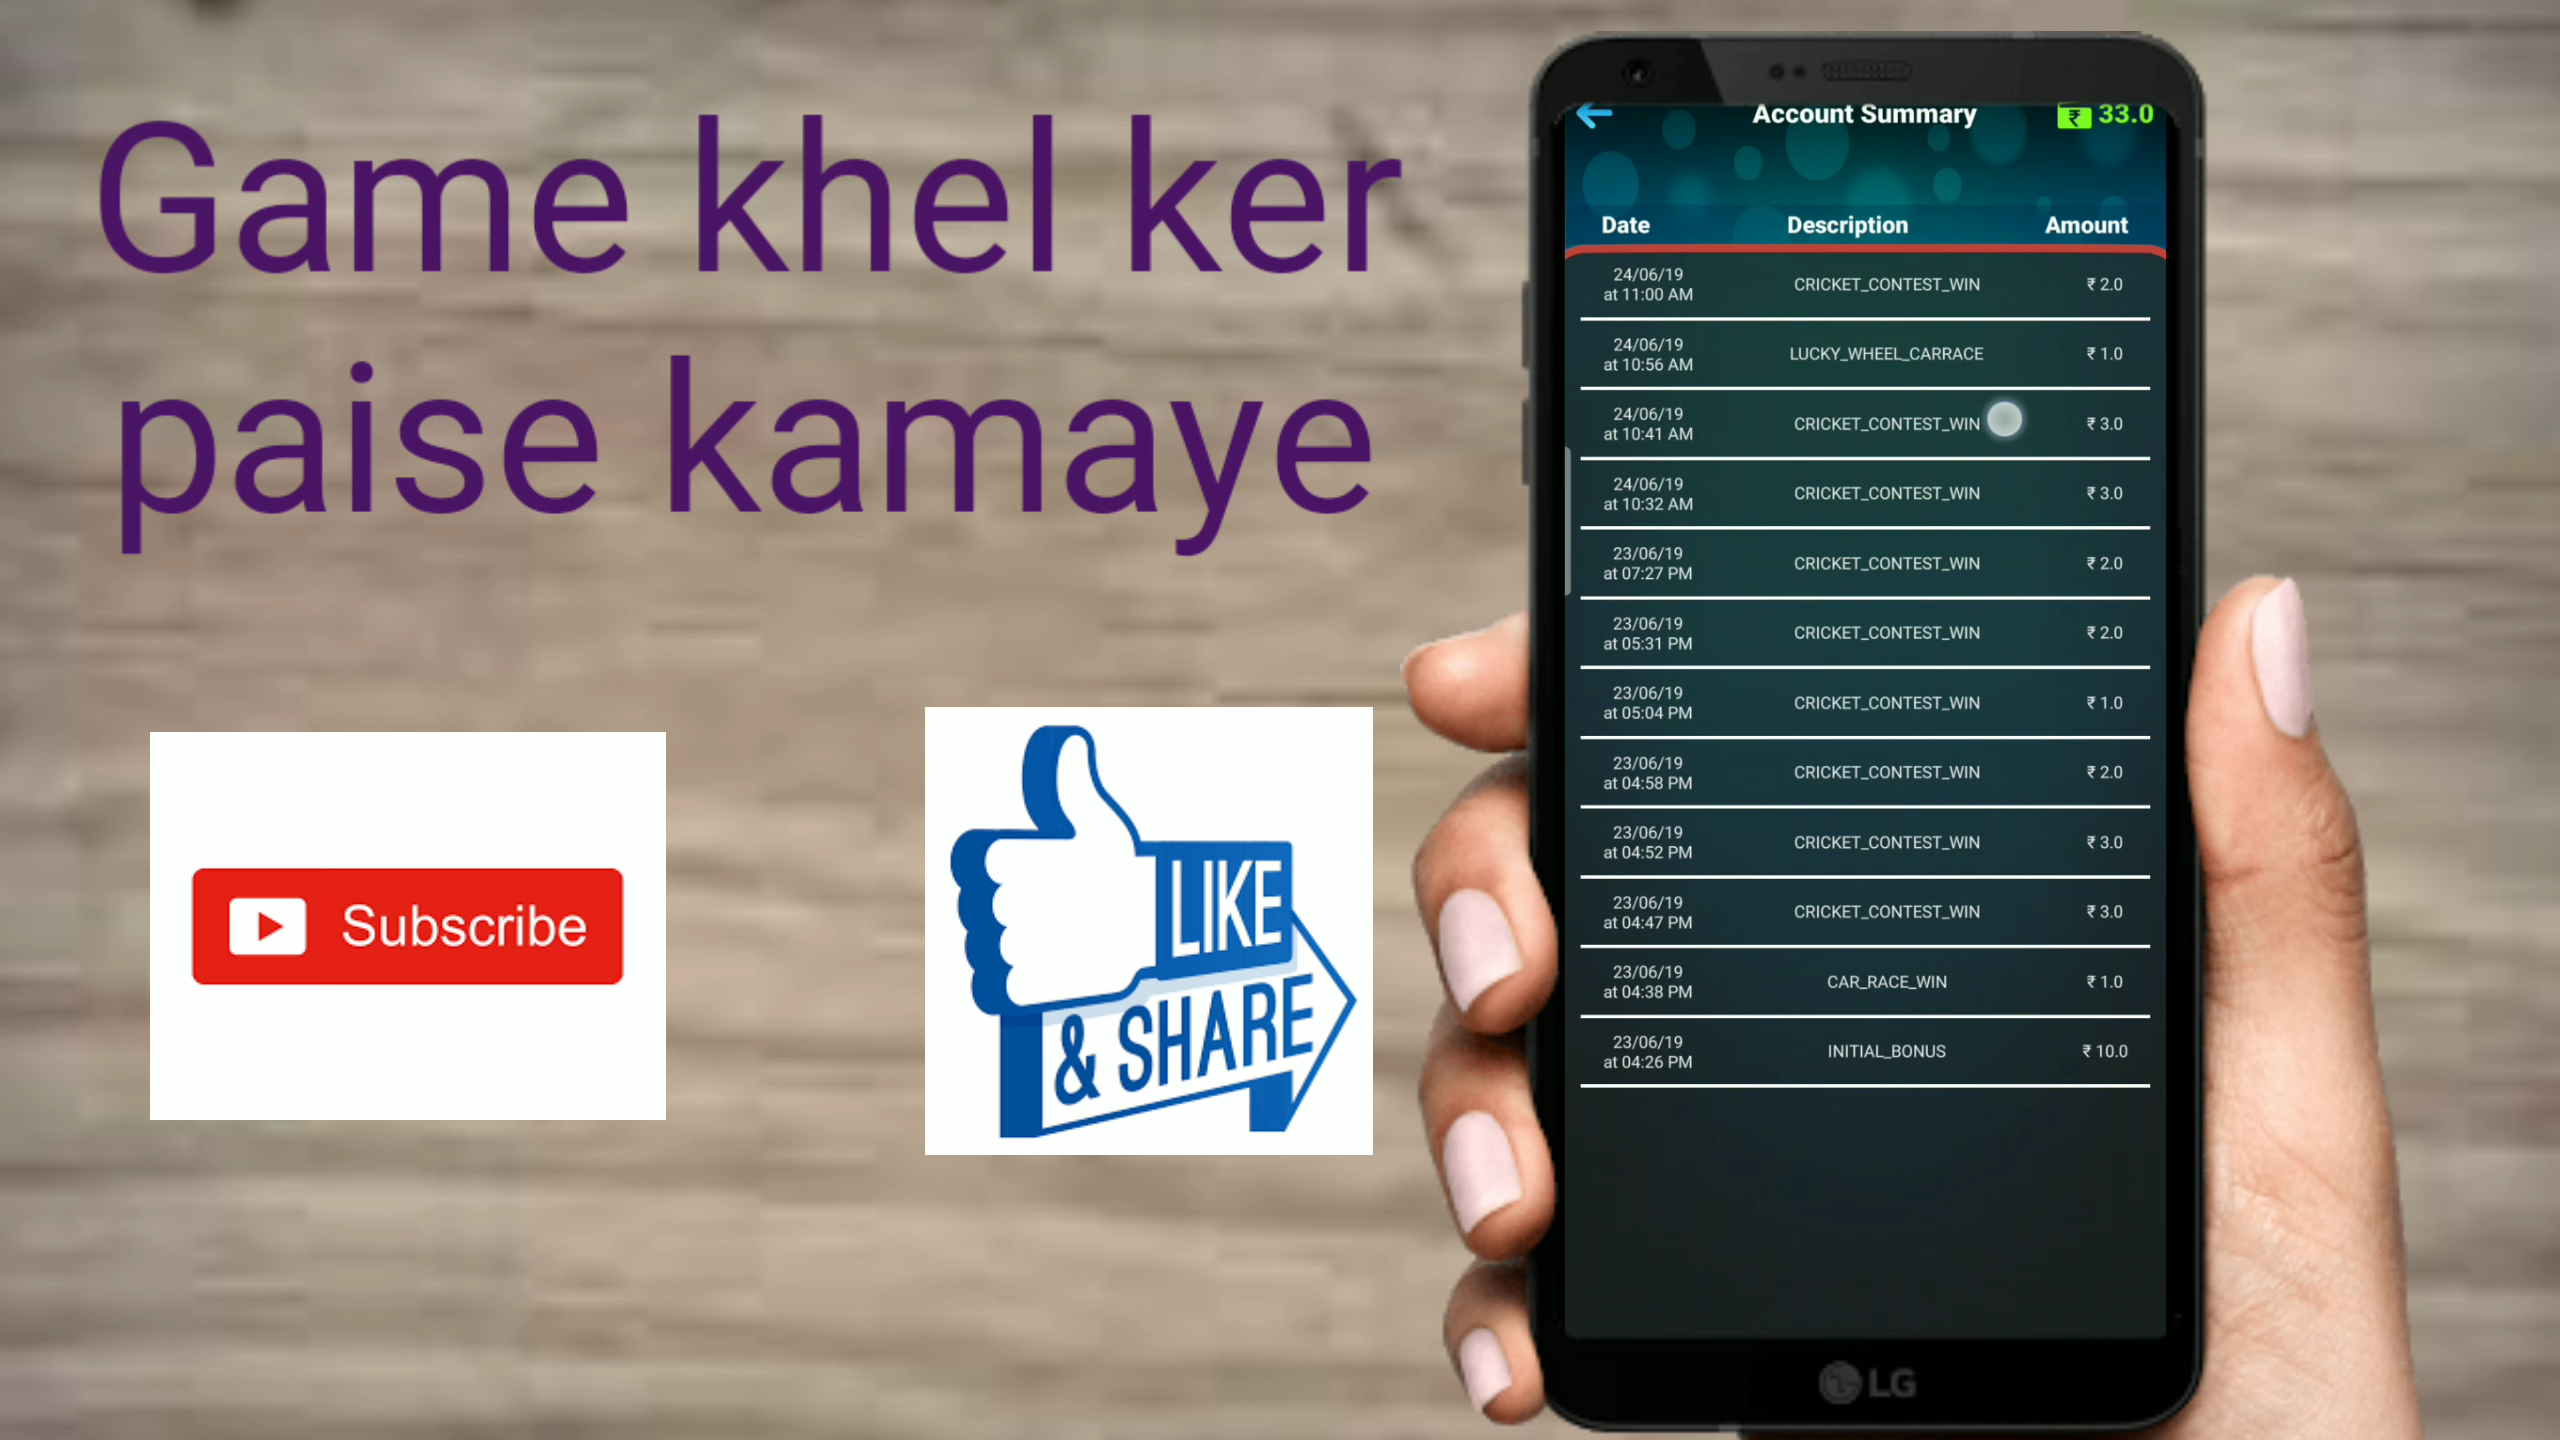 Game khel ker
paise kamaye
Subscribe
LIKE
& SHARE
Account Summary ₹ 33.0
Date Description Amount
24/06/19
at 11:00 AM CRICKET_CONTEST_WIN ₹ 2.0
24/06/19
at 10:56 AM LUCKY_WHEEL_CARRACE ₹ 1.0
24/06/19
at 10:41 AM CRICKET_CONTEST_WIN ₹ 3.0
24/06/19
at 10:32 AM CRICKET_CONTEST_WIN ₹ 3.0
23/06/19
at 07:27 PM CRICKET_CONTEST_WIN ₹ 2.0
23/06/19
at 05:31 PM CRICKET_CONTEST_WIN ₹ 2.0
23/06/19
at 05:04 PM CRICKET_CONTEST_WIN ₹ 1.0
23/06/19
at 04:58 PM CRICKET_CONTEST_WIN ₹ 2.0
23/06/19
at 04:52 PM CRICKET_CONTEST_WIN ₹ 3.0
23/06/19
at 04:47 PM CRICKET_CONTEST_WIN ₹ 3.0
23/06/19
at 04:38 PM CAR_RACE_WIN ₹ 1.0
23/06/19
at 04:26 PM INITIAL_BONUS ₹ 10.0
LG